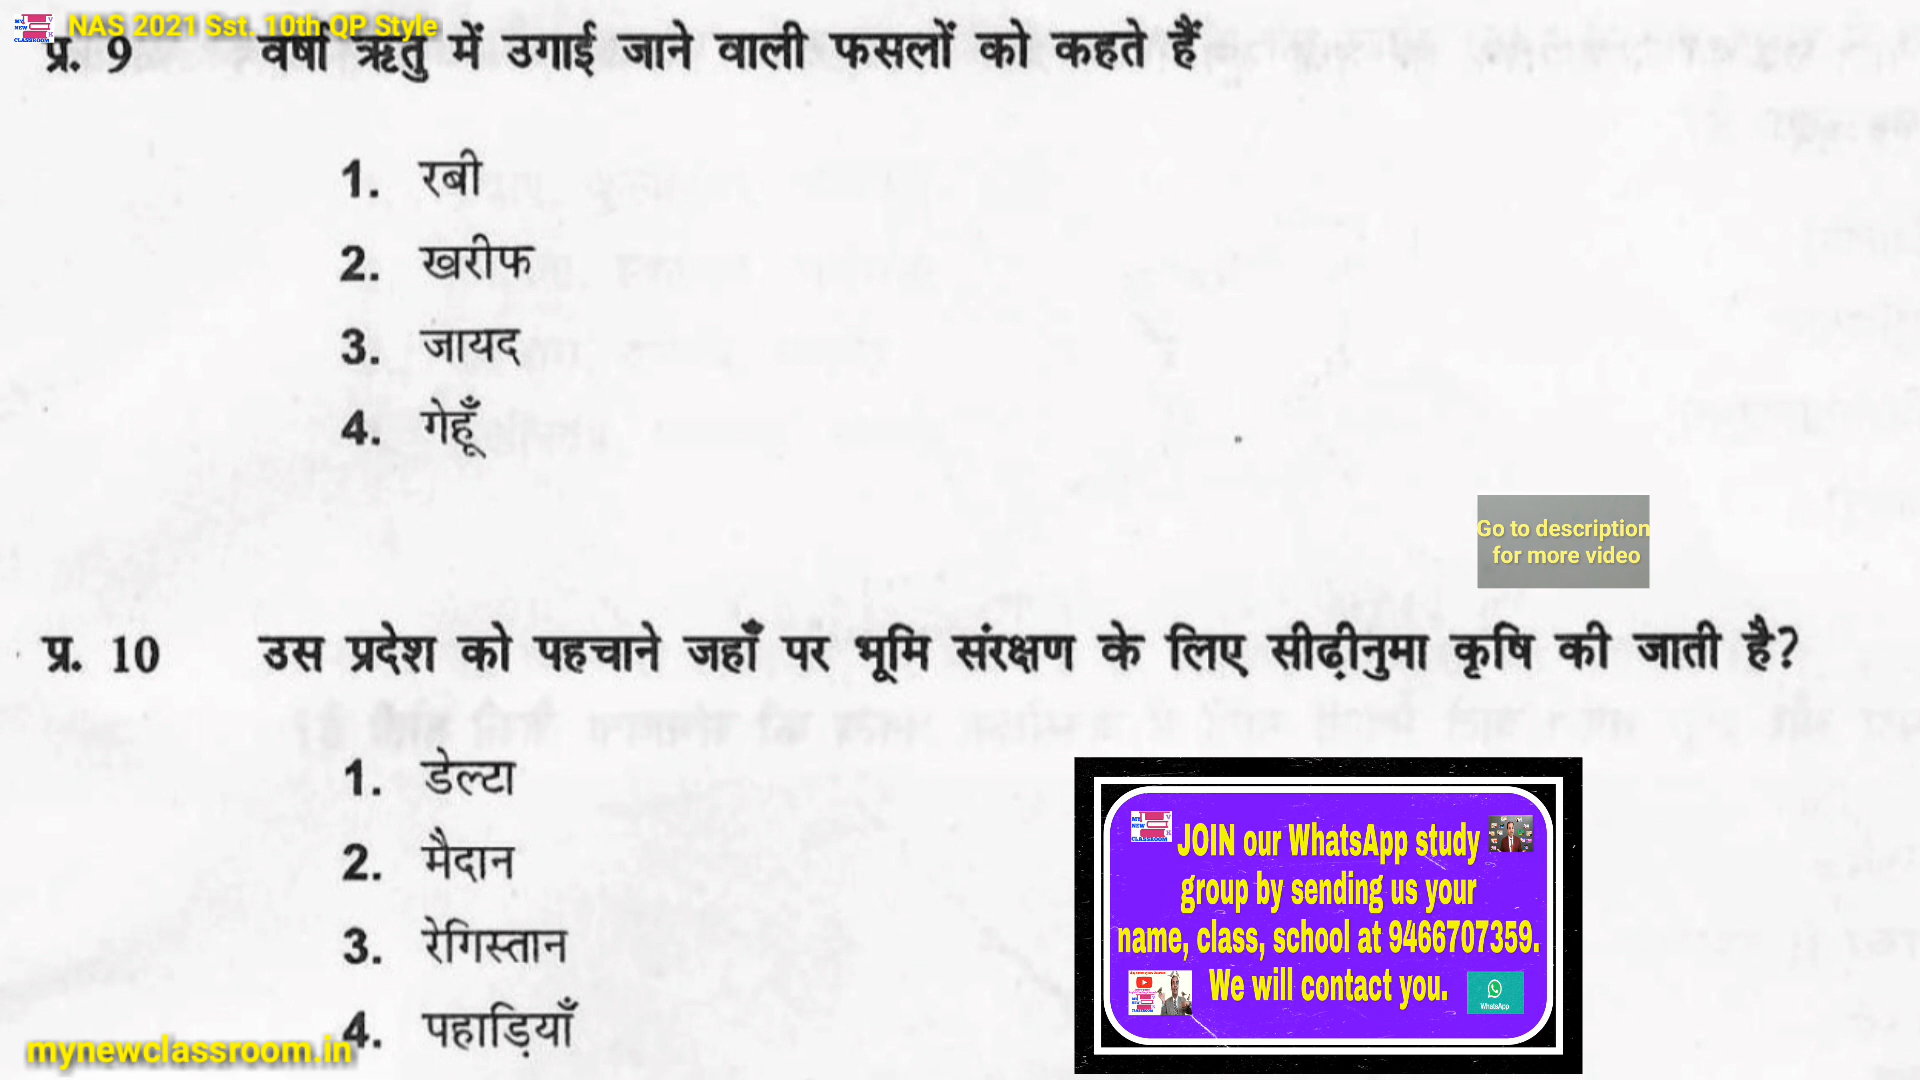 NAS 2021 Sst. 10th QP Style
प्र. 9 वर्षा ऋतु में उगाई जाने वाली फसलों को कहते हैं
1. रबी
2. खरीफ
3. जायद
4. गेहूँ
Go to description
for more video
प्र. 10 उस प्रदेश को पहचाने जहाँ पर भूमि संरक्षण के लिए सीढ़ीनुमा कृषि की जाती है?
1. डेल्टा
2. मैदान
3. रेगिस्तान
4. पहाड़ियाँ
JOIN our WhatsApp study
group by sending us your
name, class, school at 9466707359.
We will contact you.
WhatsApp
mynewclassroom.in